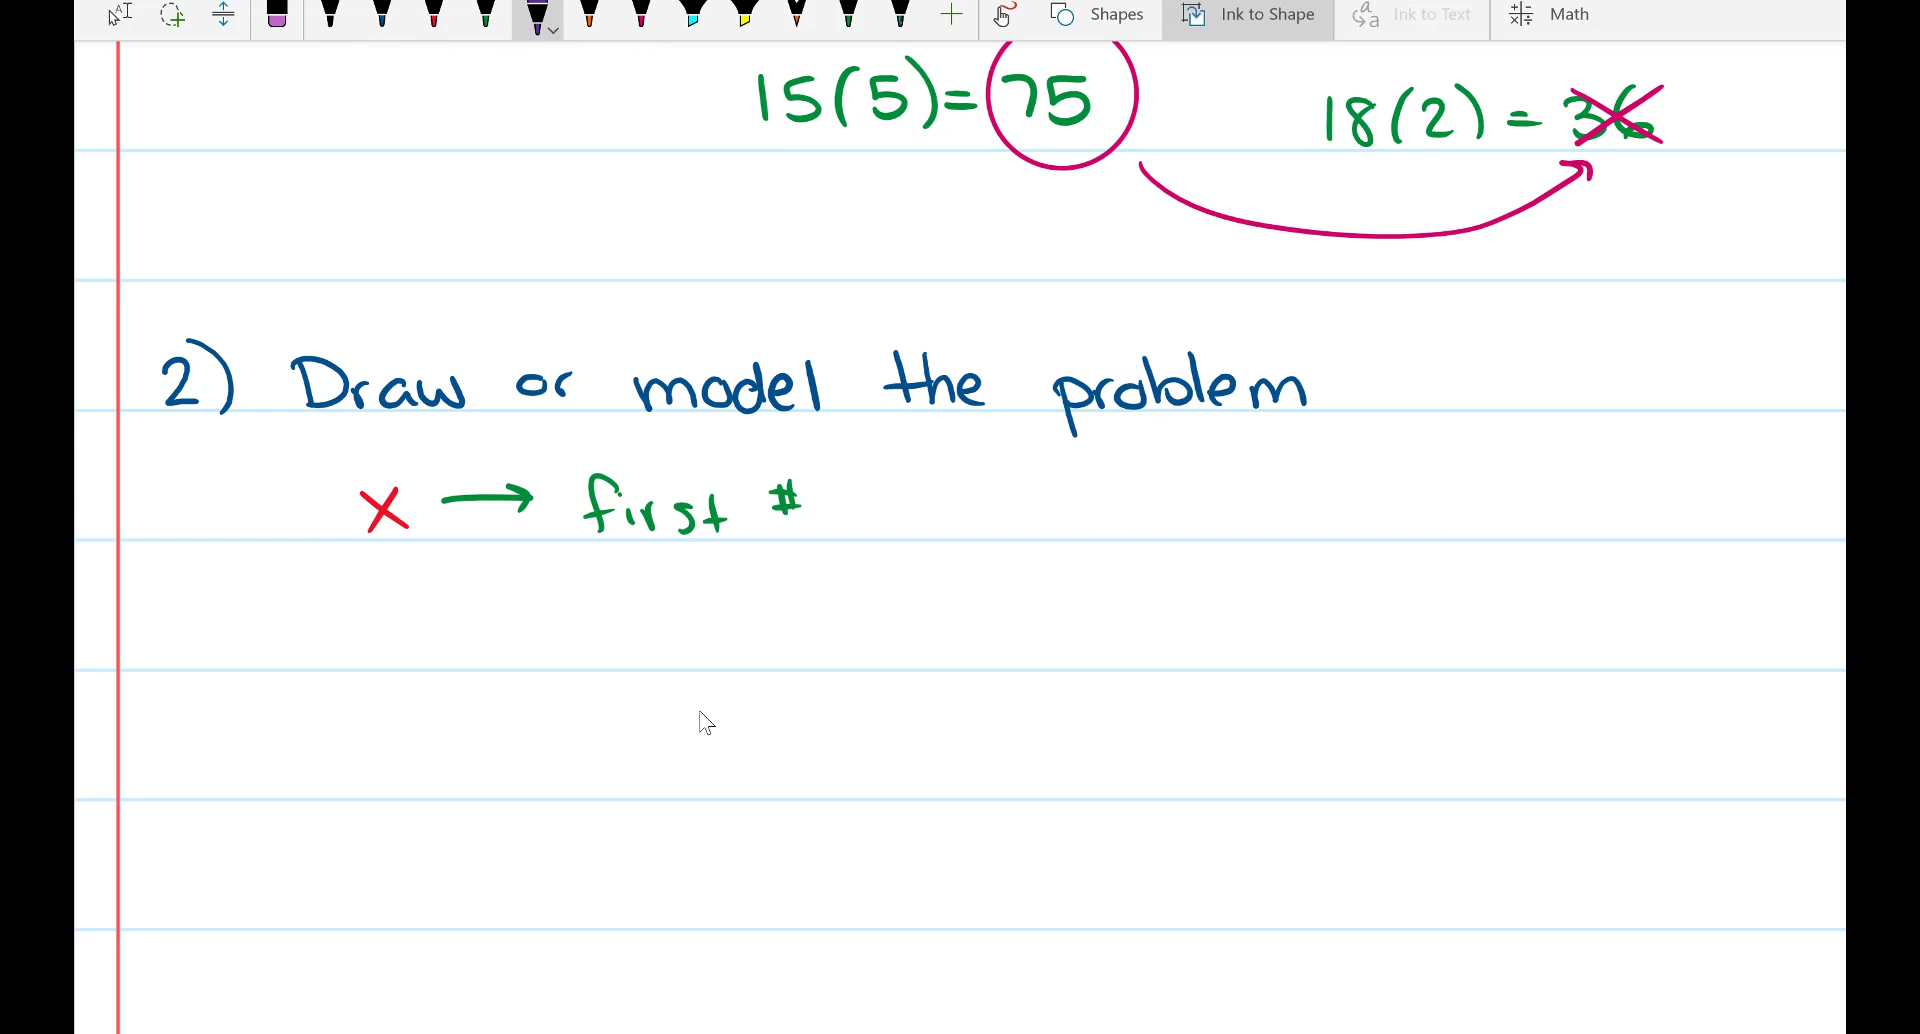 Shapes Ink to Shape Ink to Text Math
15(5)=75
18(2)=36
2) Draw or model the problem
x → first #